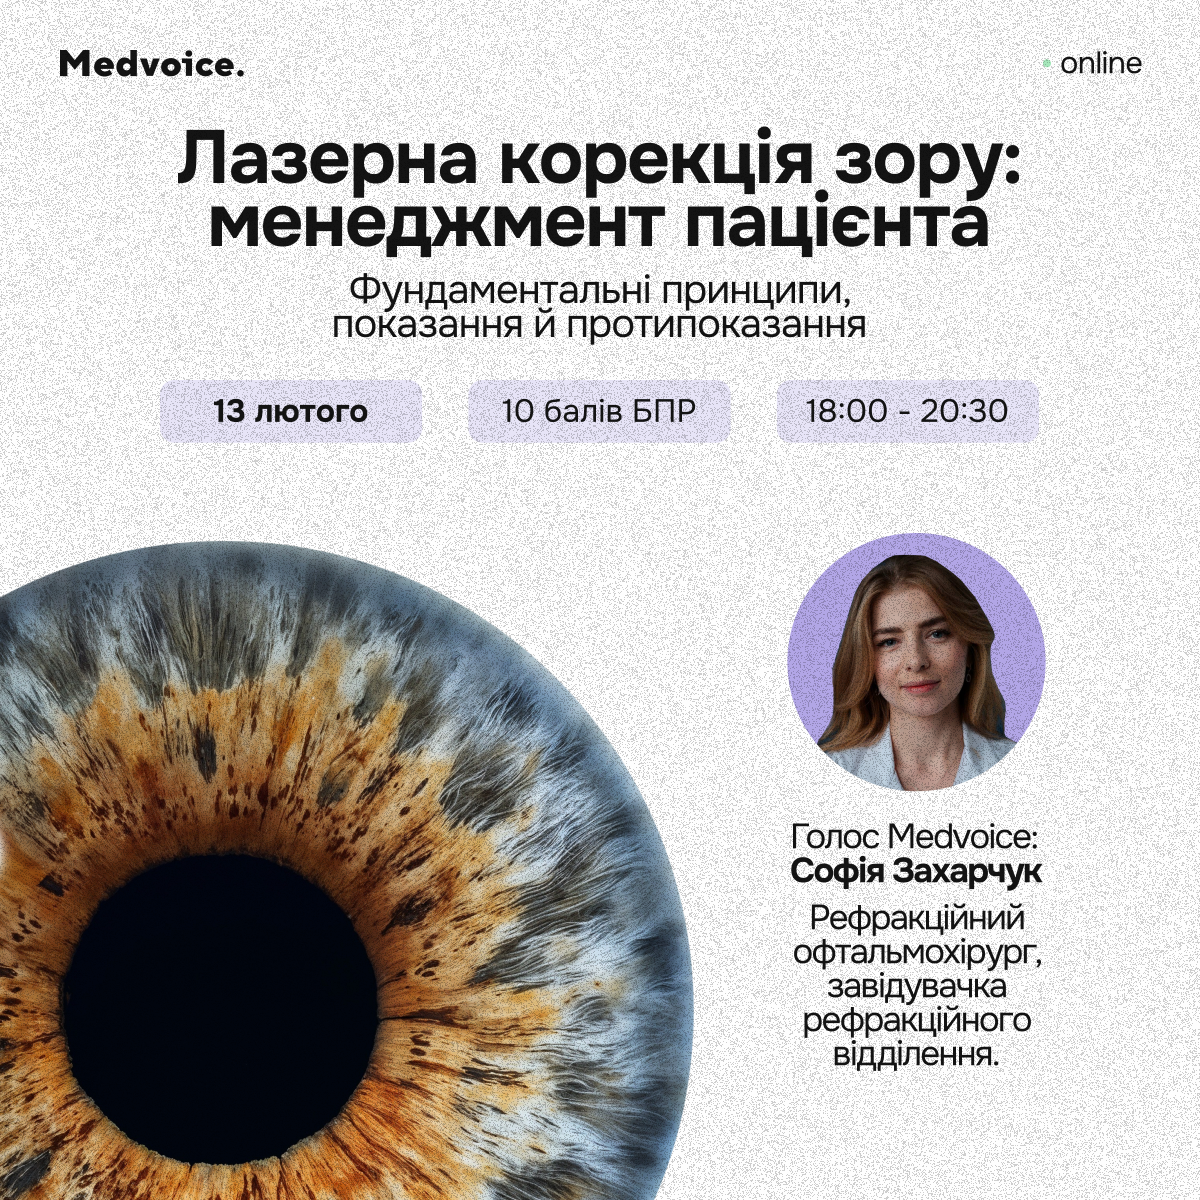 Medvoice.
online
Лазерна корекція зору:
менеджмент пацієнта
Фундаментальні принципи,
показання й протипоказання
13 лютого
10 балів БПР
18:00 - 20:30
Голос Medvoice:
Софія Захарчук
Рефракційний
офтальмохірург,
завідувачка
рефракційного
відділення.